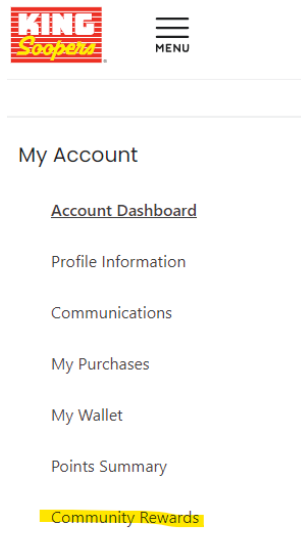 KING
Soopers
MENU
My Account
Account Dashboard
Profile Information
Communications
My Purchases
My Wallet
Points Summary
Community Rewards